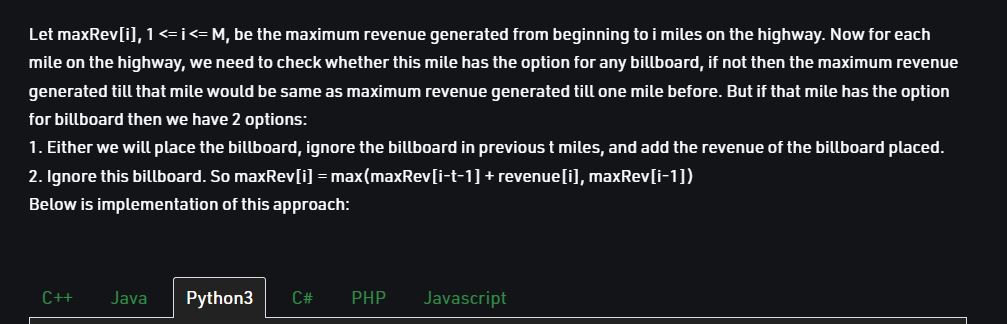 Let maxRev[i], 1 <= i <= M, be the maximum revenue generated from beginning to i miles on the highway. Now for each
mile on the highway, we need to check whether this mile has the option for any billboard, if not then the maximum revenue
generated till that mile would be same as maximum revenue generated till one mile before. But if that mile has the option
for billboard then we have 2 options:
1. Either we will place the billboard, ignore the billboard in previous t miles, and add the revenue of the billboard placed.
2. Ignore this billboard. So maxRev[i] = max(maxRev[i-t-1] + revenue[i], maxRev[i-1])
Below is implementation of this approach:
C++ Java Python3 C# PHP Javascript